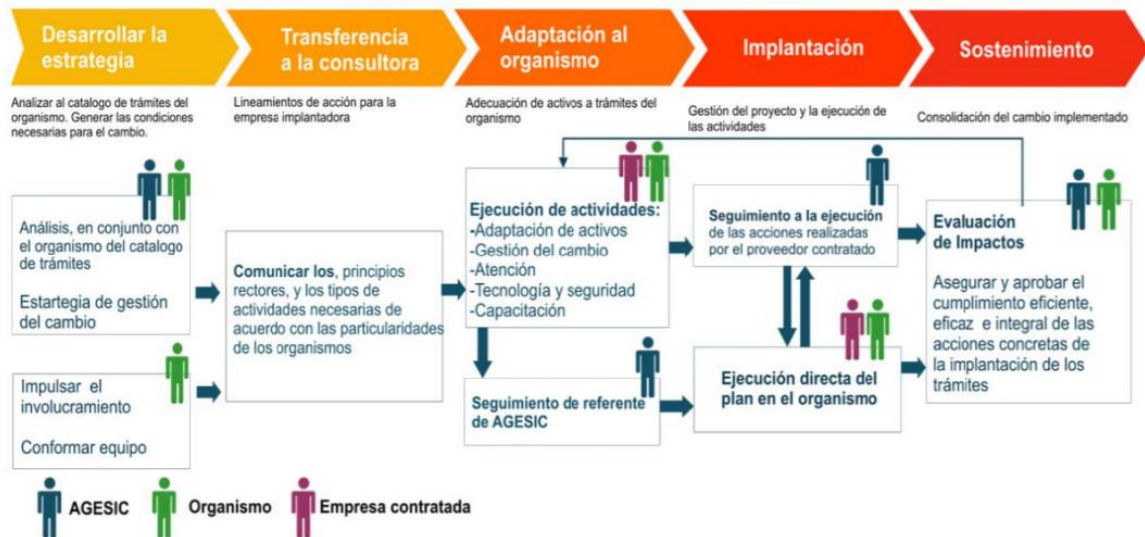 Desarrollar la
estrategia
Transferencia
a la consultora
Adaptación al
organismo
Implantación
Sostenimiento
Analizar al catalogo de trámites del
organismo. Generar las condiciones
necesarias para el cambio.
Lineamientos de acción para la
empresa implantadora
Adecuación de activos a trámites del
organismo
Gestión del proyecto y la ejecución de
las actividades
Consolidación del cambio implementado
Análisis, en conjunto con
el organismo del catalogo
de trámites
Estartegia de gestión
del cambio
Impulsar el
involucramiento
Conformar equipo
Comunicar los, principios
rectores, y los tipos de
actividades necesarias de
acuerdo con las particularidades
de los organismos
Ejecución de actividades:
-Adaptación de activos
-Gestión del cambio
-Atención
-Tecnología y seguridad
-Capacitación
Seguimiento de referente
de AGESIC
Seguimiento a la ejecución
de las acciones realizadas
por el proveedor contratado
Ejecución directa del
plan en el organismo
Evaluación
de Impactos
Asegurar y aprobar el
cumplimiento eficiente,
eficaz e integral de las
acciones concretas de
la implantación de los
trámites
AGESIC
Organismo
Empresa contratada